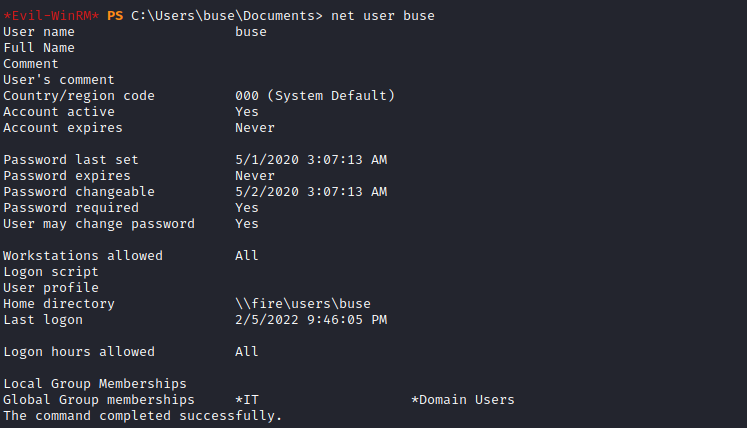 *Evil-WinRM* PS C:\Users\buse\Documents> net user buse
User name                    buse
Full Name
Comment
User's comment
Country/region code          000 (System Default)
Account active               Yes
Account expires              Never

Password last set            5/1/2020 3:07:13 AM
Password expires             Never
Password changeable          5/2/2020 3:07:13 AM
Password required            Yes
User may change password     Yes

Workstations allowed         All
Logon script
User profile
Home directory               \\fire\users\buse
Last logon                   2/5/2022 9:46:05 PM

Logon hours allowed          All

Local Group Memberships
Global Group memberships     *IT                   *Domain Users
The command completed successfully.